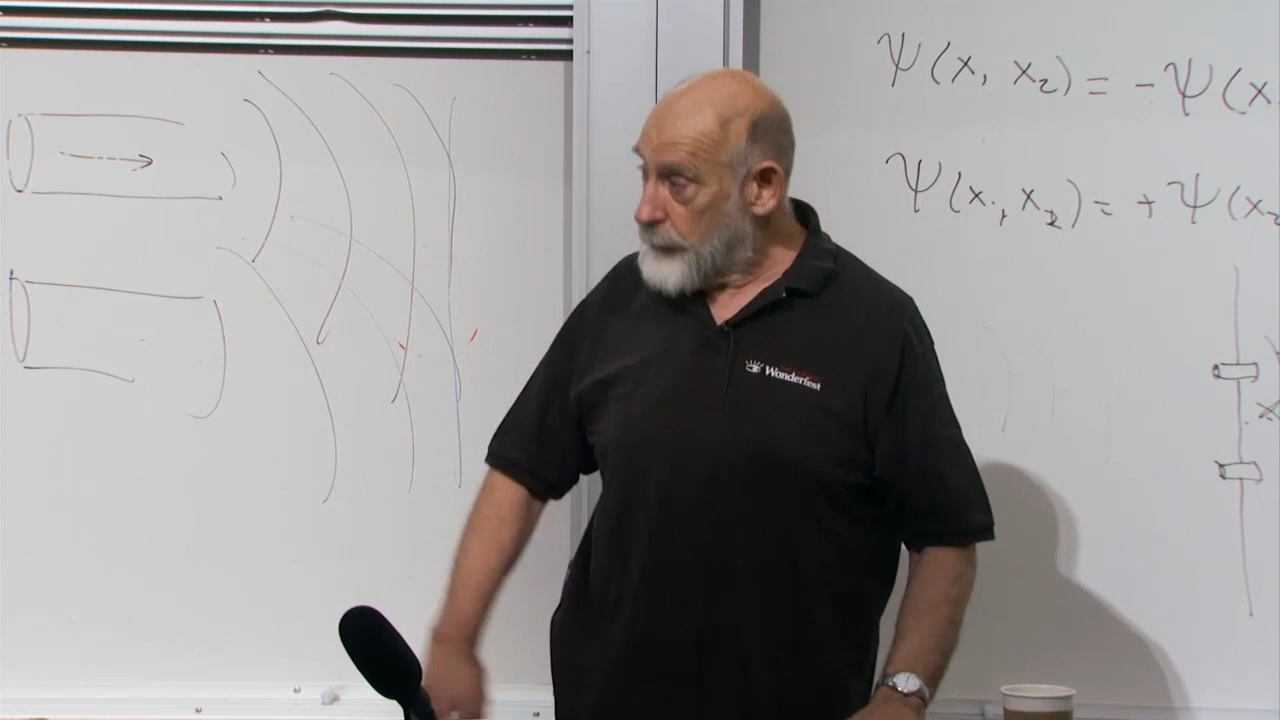 Ψ(x, x₂) = -Ψ(x
Ψ(x₁, x₂) = +Ψ(x₂
Wonderfest
x